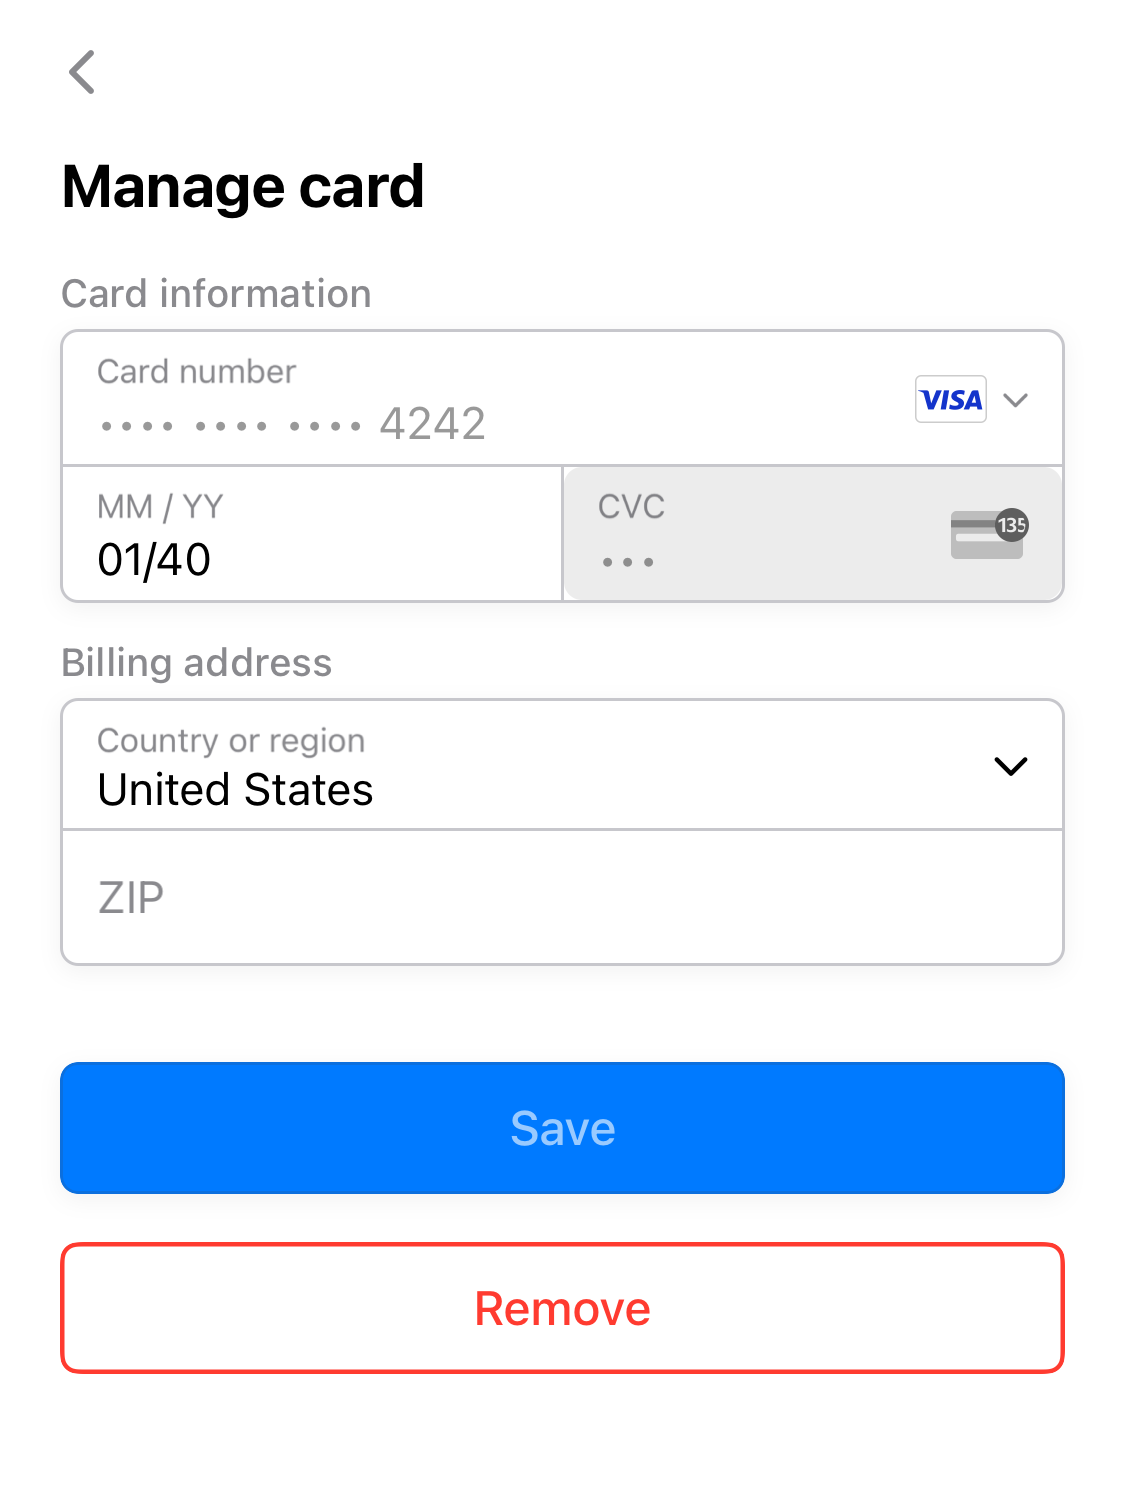 Manage card
Card information
Card number
•••• •••• •••• 4242
VISA
MM / YY
01/40
CVC
•••
135
Billing address
Country or region
United States
ZIP
Save
Remove